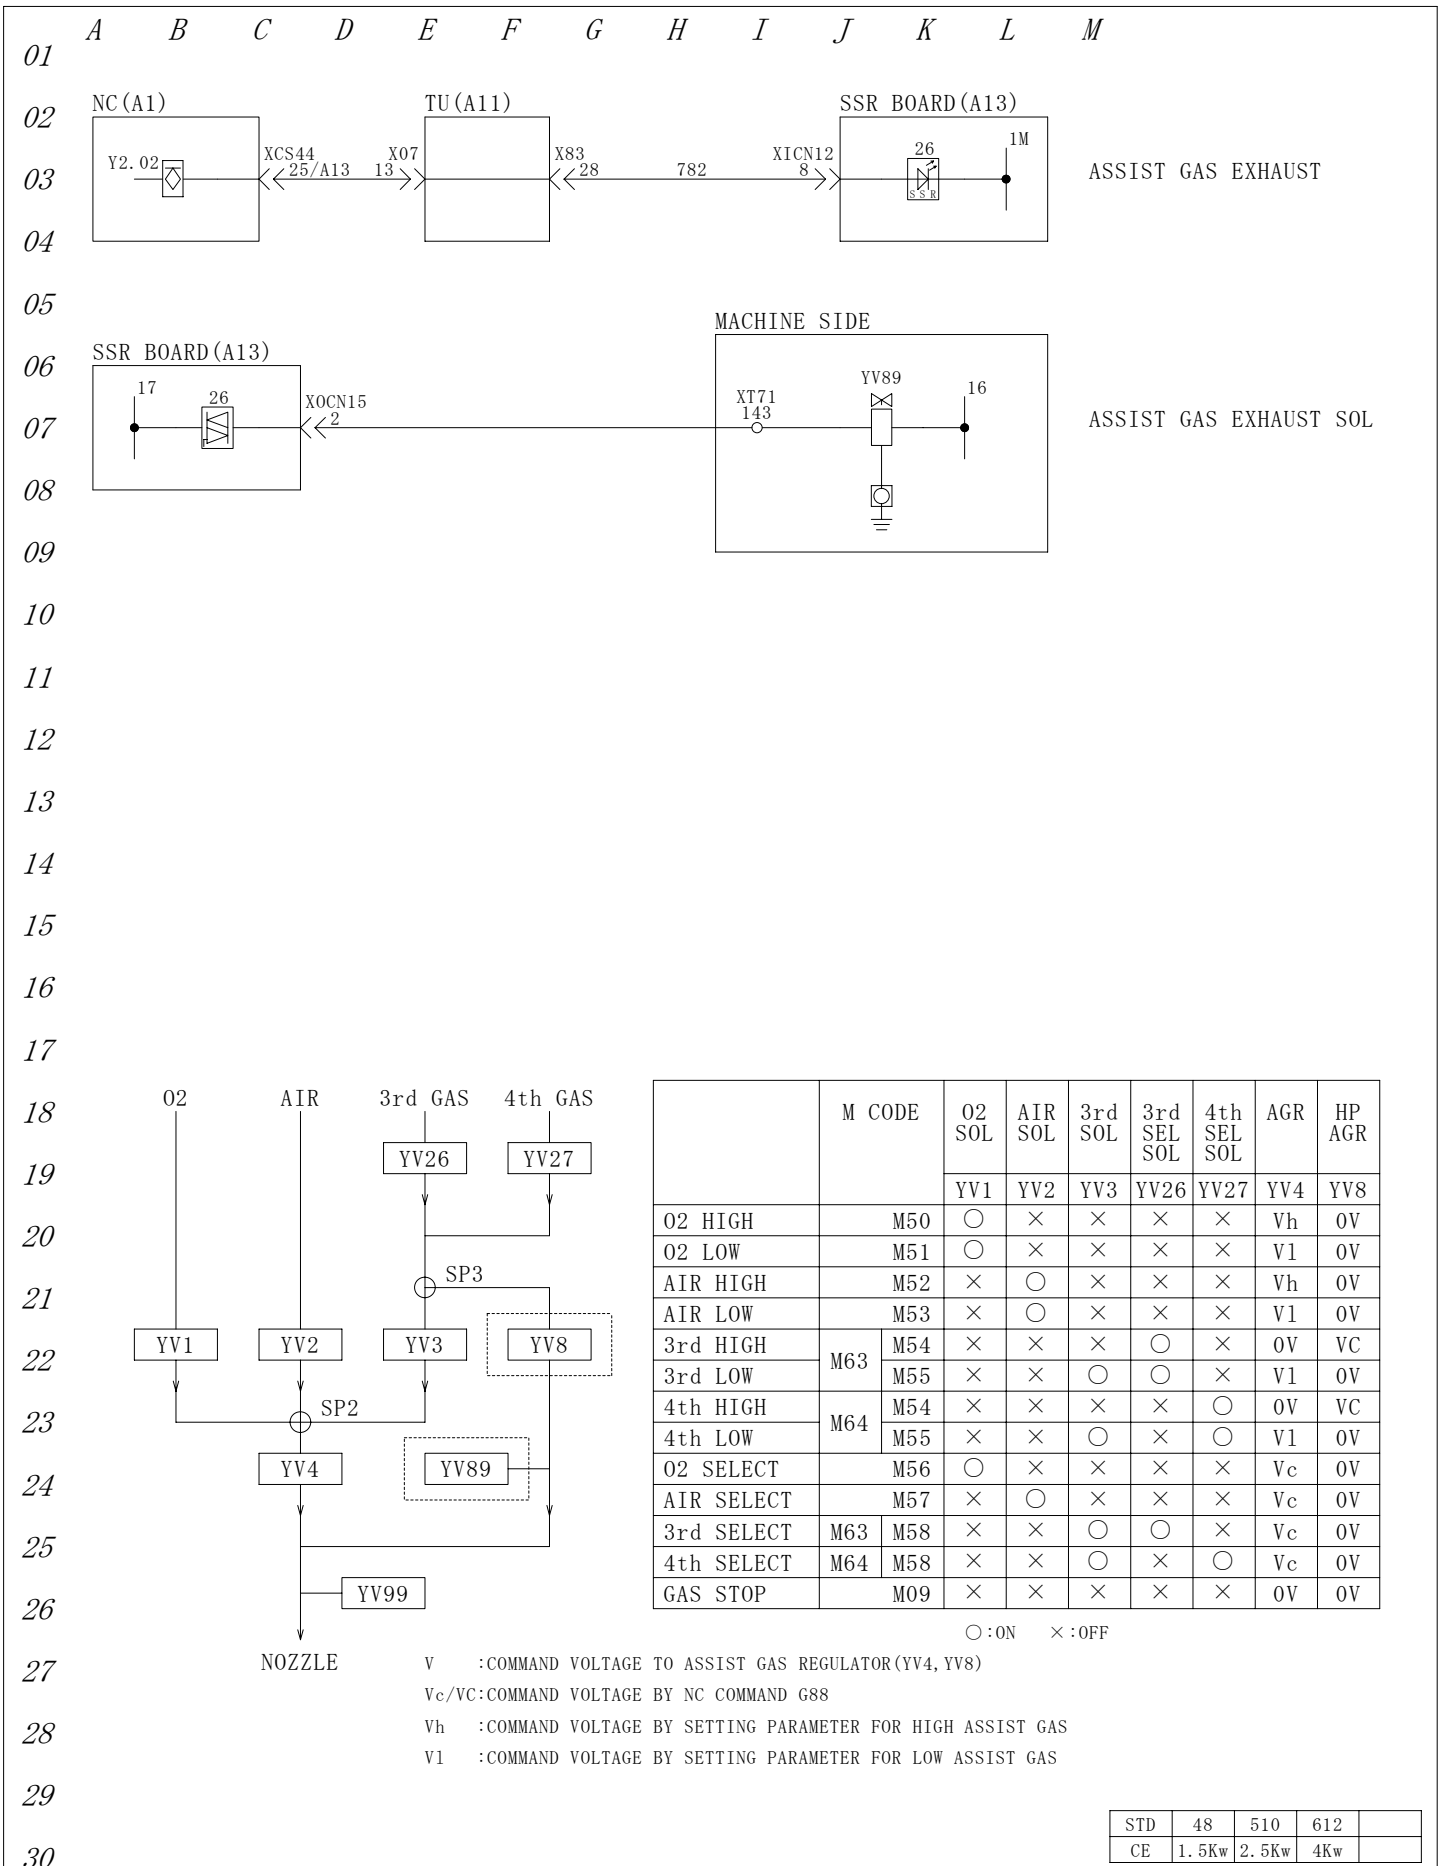 A B C D E F G H I J K L M
01
02 NC(A1) TU(A11) SSR BOARD(A13)
1M
Y2.02 XCS44 X07 X83 XICN12 26
03 25/A13 13 28 782 8 ASSIST GAS EXHAUST
SSR
04
05
MACHINE SIDE
06 SSR BOARD(A13)
17 26 XOCN15 XT71 YV89 16
07 2 143 ASSIST GAS EXHAUST SOL
08
09
10
11
12
13
14
15
16
17
18 O2 AIR 3rd GAS 4th GAS
19 YV26 YV27
20
21 SP3
22 YV1 YV2 YV3 YV8
23 SP2
24 YV4 YV89
25
26 YV99
27 NOZZLE
M CODE O2 SOL AIR SOL 3rd SOL 3rd SEL SOL 4th SEL SOL AGR HP AGR
YV1 YV2 YV3 YV26 YV27 YV4 YV8
O2 HIGH M50 ○ × × × × Vh 0V
O2 LOW M51 ○ × × × × Vl 0V
AIR HIGH M52 × ○ × × × Vh 0V
AIR LOW M53 × ○ × × × Vl 0V
3rd HIGH M63 M54 × × × ○ × 0V VC
3rd LOW M55 × × ○ ○ × Vl 0V
4th HIGH M64 M54 × × × × ○ 0V VC
4th LOW M55 × × ○ × ○ Vl 0V
O2 SELECT M56 ○ × × × × Vc 0V
AIR SELECT M57 × ○ × × × Vc 0V
3rd SELECT M63 M58 × × ○ ○ × Vc 0V
4th SELECT M64 M58 × × ○ × ○ Vc 0V
GAS STOP M09 × × × × × 0V 0V
○:ON ×:OFF
V :COMMAND VOLTAGE TO ASSIST GAS REGULATOR(YV4,YV8)
Vc/VC:COMMAND VOLTAGE BY NC COMMAND G88
28 Vh :COMMAND VOLTAGE BY SETTING PARAMETER FOR HIGH ASSIST GAS
Vl :COMMAND VOLTAGE BY SETTING PARAMETER FOR LOW ASSIST GAS
29
STD 48 510 612
30 CE 1.5Kw 2.5Kw 4Kw